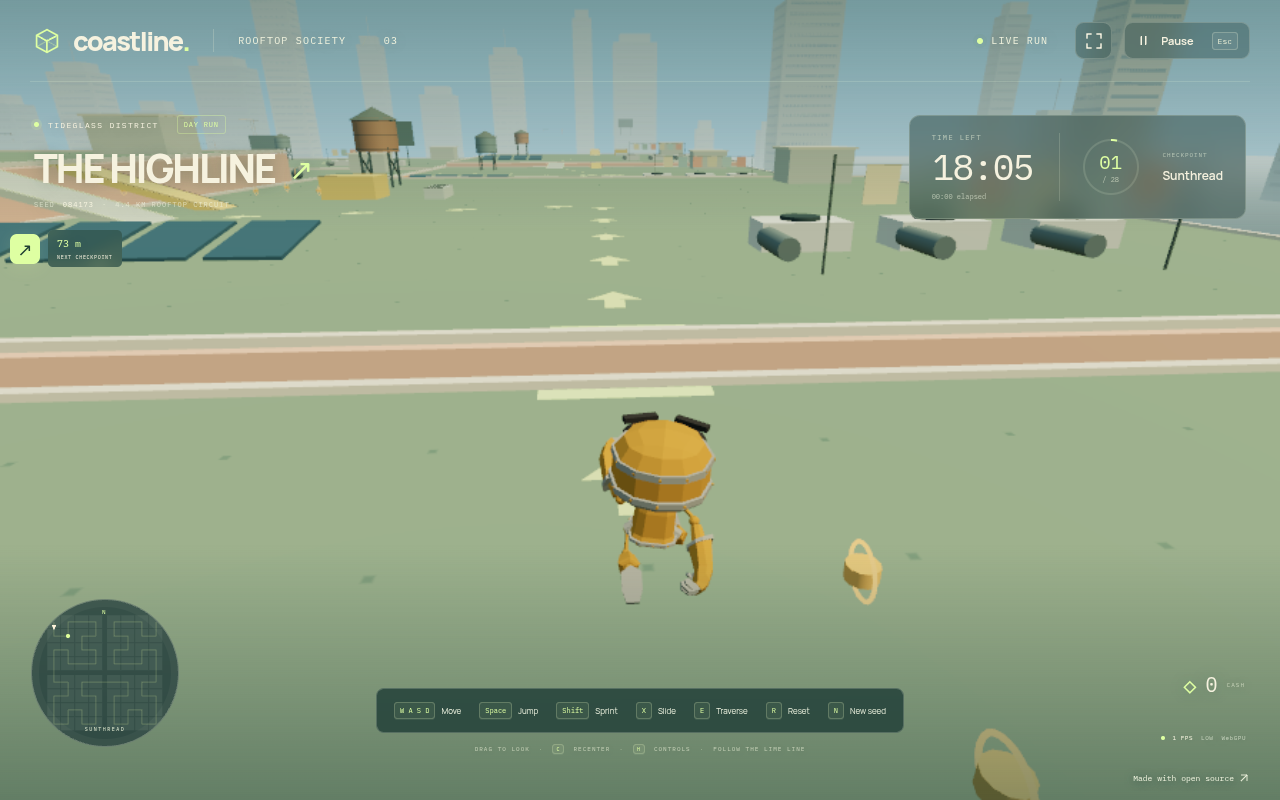 coastline.
ROOFTOP SOCIETY 03
LIVE RUN
Pause Esc
TIDEGLASS DISTRICT DAY RUN
THE HIGHLINE ↗
TIME LEFT
18:05
00:00 elapsed
01
/ 28
CHECKPOINT
Sunthread
73 m
NEXT CHECKPOINT
N
SUNTHREAD
W A S D Move Space Jump Shift Sprint X Slide E Traverse R Reset N New seed
DRAG TO LOOK · C RECENTER · H CONTROLS · FOLLOW THE LIME LINE
0 CASH
1 FPS LOW WebGPU
Made with open source ↗